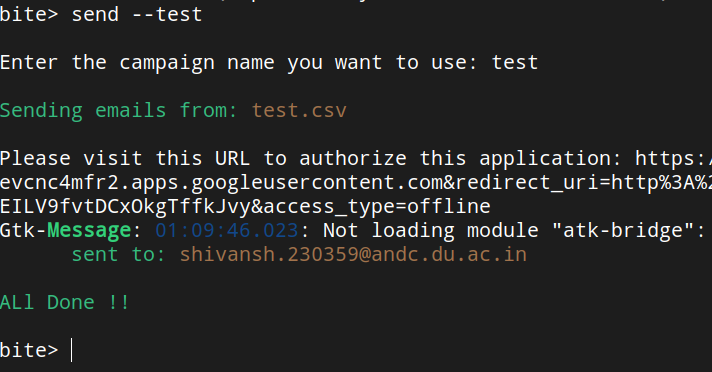 bite> send --test
Enter the campaign name you want to use: test
Sending emails from: test.csv
Please visit this URL to authorize this application: https:/
evcnc4mfr2.apps.googleusercontent.com&redirect_uri=http%3A%2
EILV9fvtDCxOkgTffkJvy&access_type=offline
Gtk-Message: 01:09:46.023: Not loading module "atk-bridge":
sent to: shivansh.230359@andc.du.ac.in
ALl Done !!
bite>